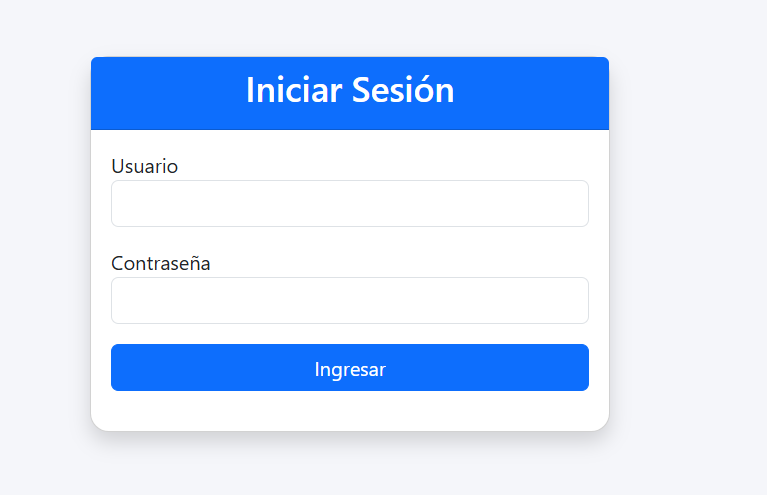 Iniciar Sesión
Usuario
Contraseña
Ingresar